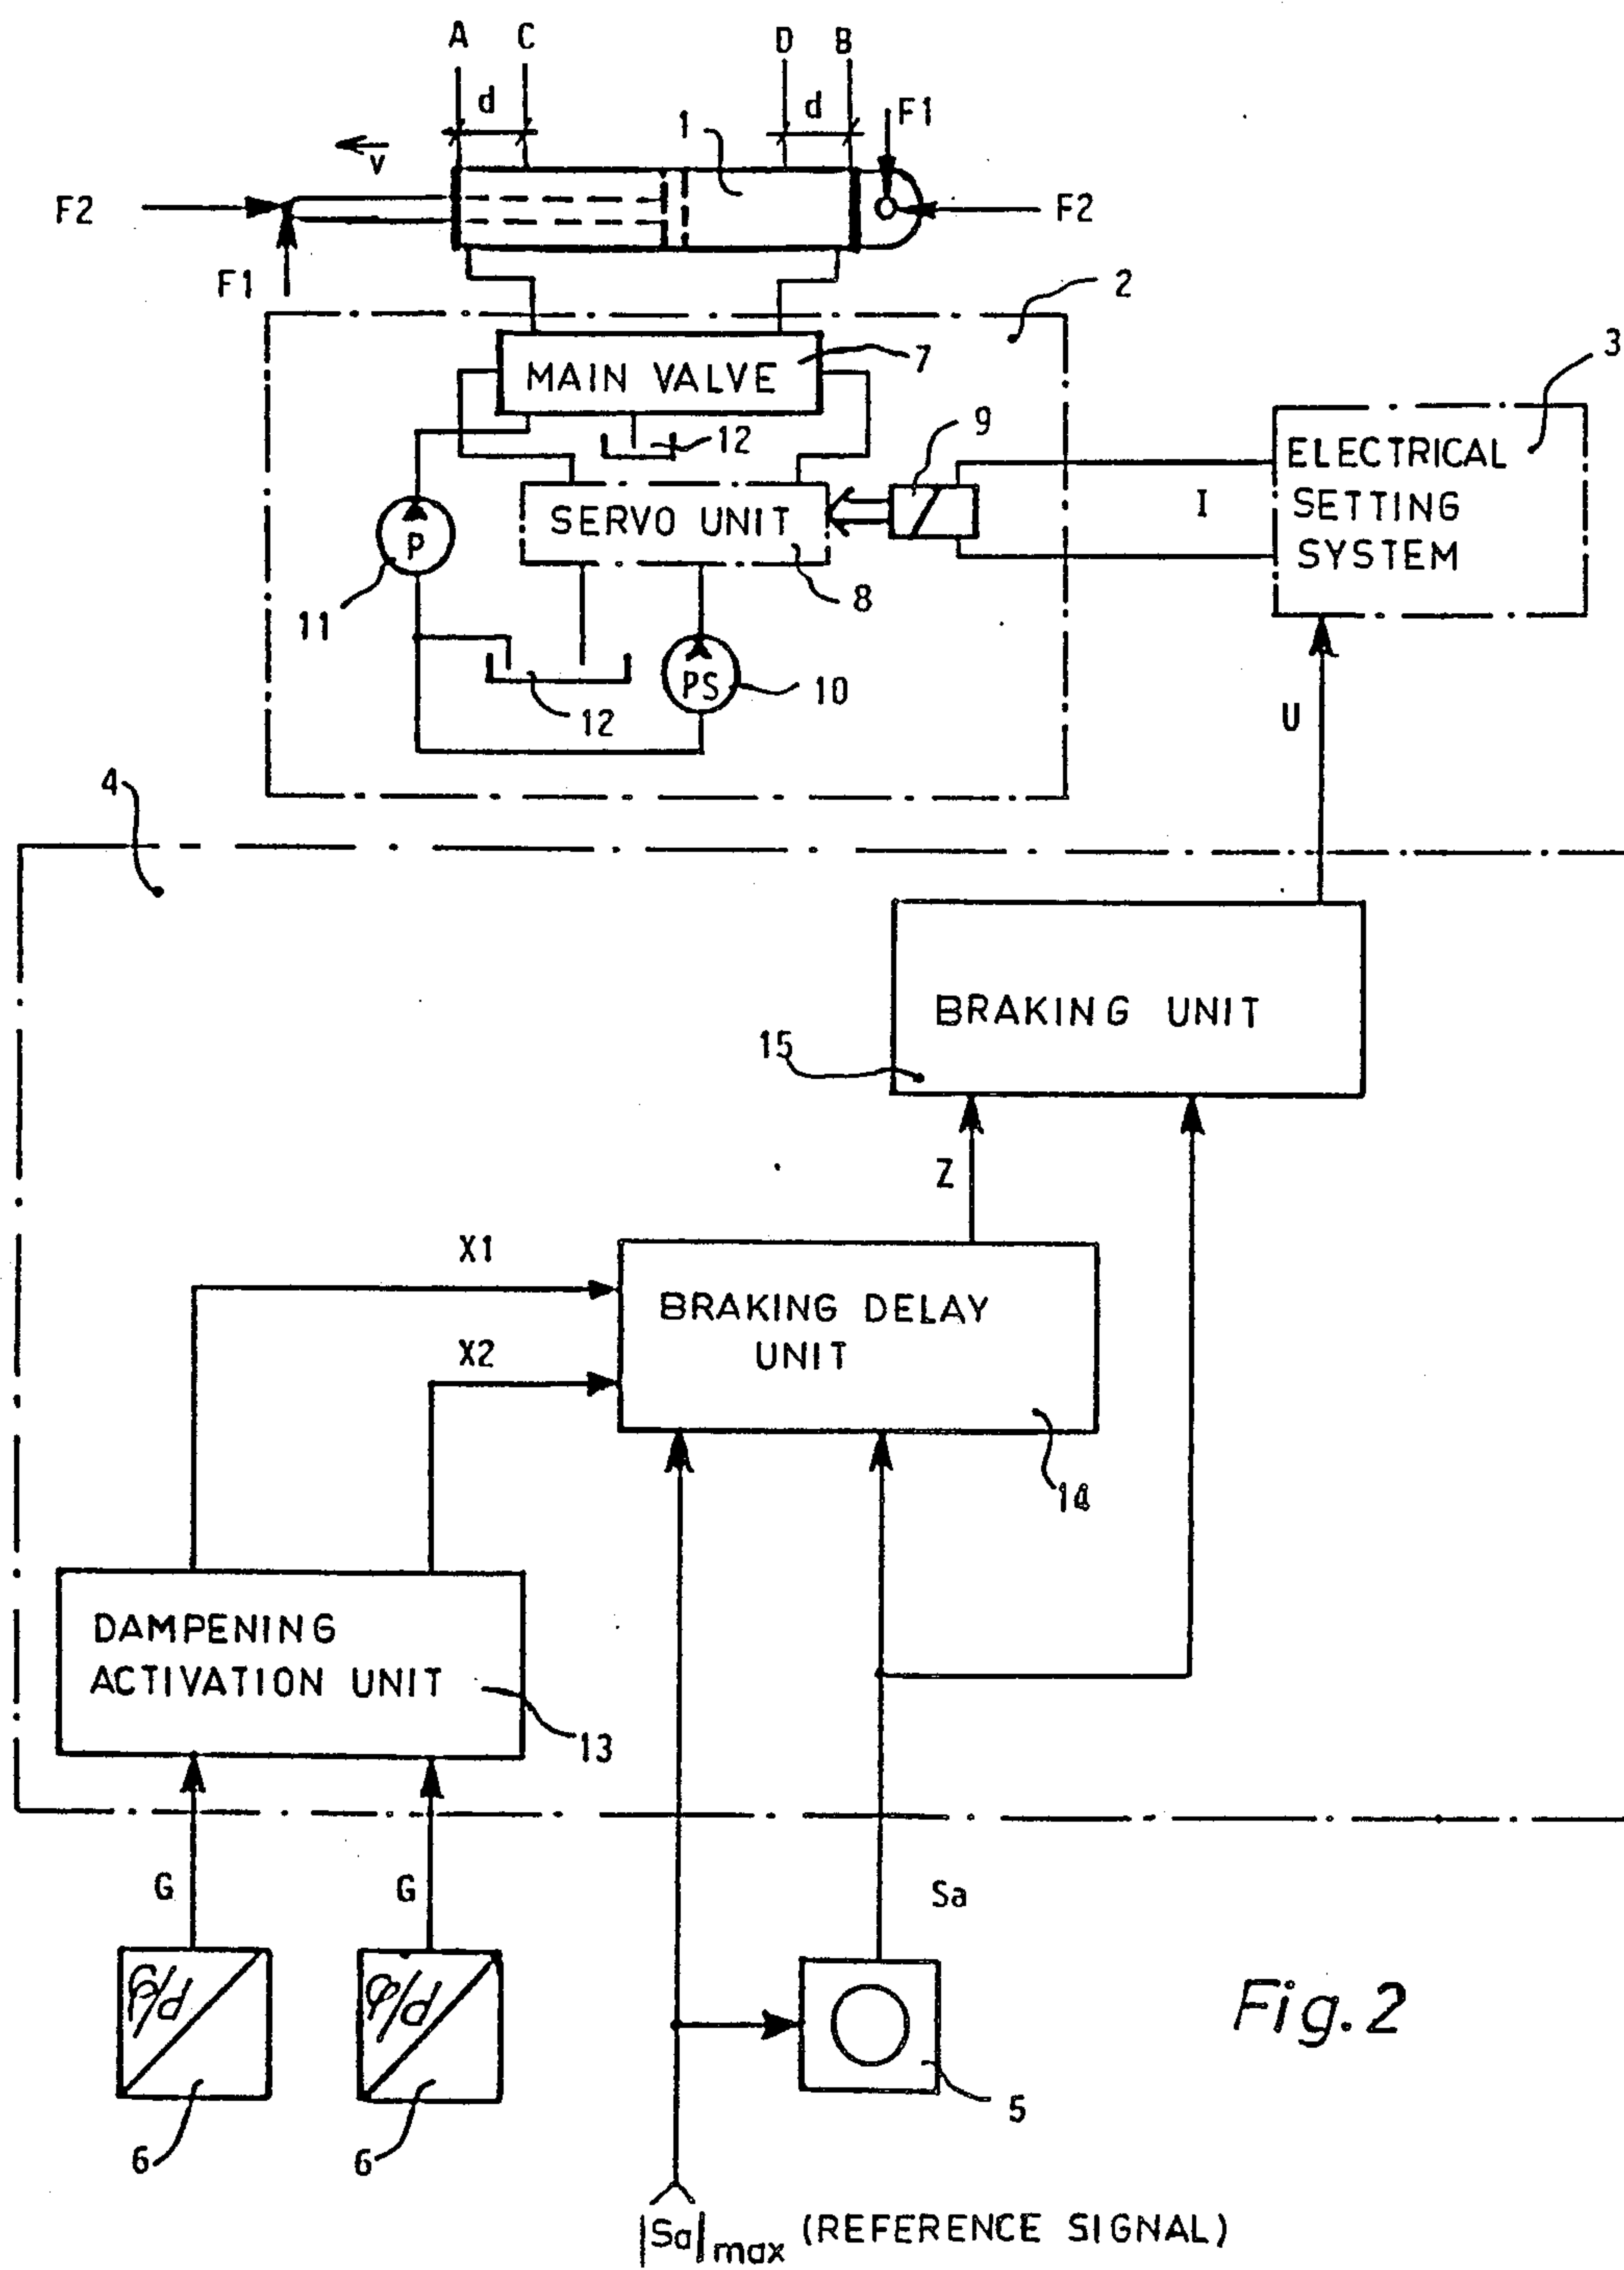 A C D B
d d
1
F1
v
F2
F2
F1
2
MAIN VALVE
7
3
12
9
ELECTRICAL
SETTING
SYSTEM
I
SERVO UNIT
P
8
11
PS
10
12
U
4
BRAKING UNIT
15
Z
X1
BRAKING DELAY
UNIT
X2
14
DAMPENING
ACTIVATION UNIT
13
G
G
Sa
Fig. 2
5
6
6
|Sa|max (REFERENCE SIGNAL)